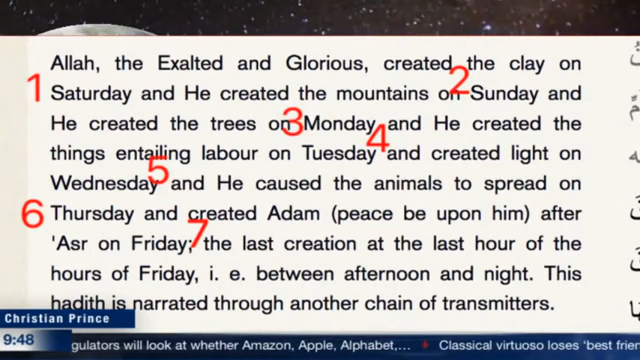 Allah, the Exalted and Glorious, created the clay on
1 Saturday and He created the mountains on 2 Sunday and
He created the trees on 3 Monday 4 and He created the
things entailing labour on Tuesday and created light on
Wednesday 5 and He caused the animals to spread on
6 Thursday and created Adam (peace be upon him) after
'Asr on Friday; 7 the last creation at the last hour of the
hours of Friday, i. e. between afternoon and night. This
hadith is narrated through another chain of transmitters.
Christian Prince
9:48 gulators will look at whether Amazon, Apple, Alphabet,... Classical virtuoso loses 'best frien